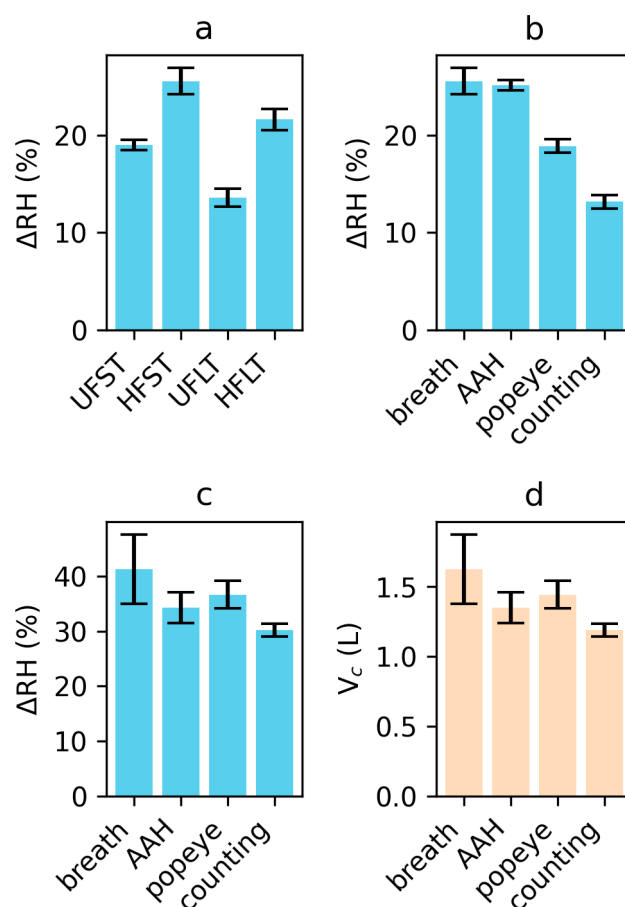 a
ΔRH (%)
20
10
0
UFST
HFST
UFLT
HFLT
b
ΔRH (%)
20
10
0
breath
AAH
popeye
counting
c
ΔRH (%)
40
30
20
10
0
breath
AAH
popeye
counting
d
V_c (L)
1.5
1.0
0.5
0.0
breath
AAH
popeye
counting